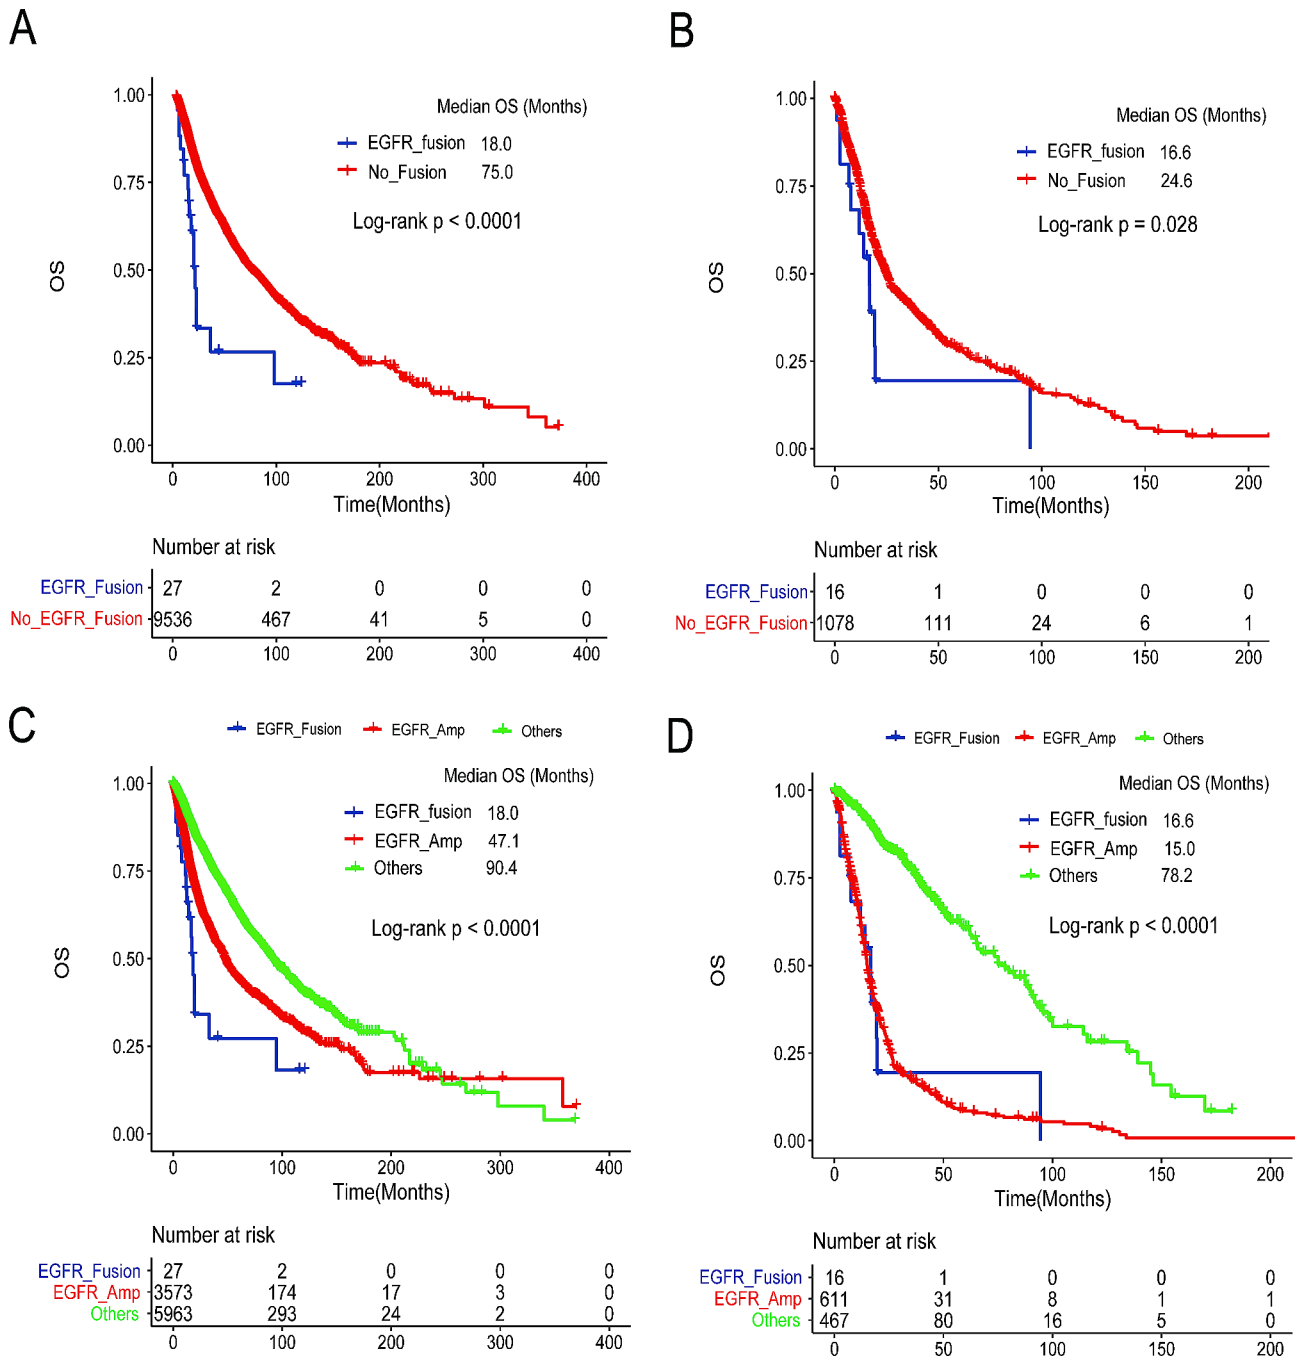 A
Median OS (Months)
EGFR_fusion 18.0
No_Fusion 75.0
Log-rank p < 0.0001
OS
1.00
0.75
0.50
0.25
0.00
0 100 200 300 400
Time(Months)
Number at risk
EGFR_Fusion 27 2 0 0 0
No_EGFR_Fusion 9536 467 41 5 0
0 100 200 300 400
B
Median OS (Months)
EGFR_fusion 16.6
No_Fusion 24.6
Log-rank p = 0.028
OS
1.00
0.75
0.50
0.25
0.00
0 50 100 150 200
Time(Months)
Number at risk
EGFR_Fusion 16 1 0 0 0
No_EGFR_Fusion 1078 111 24 6 1
0 50 100 150 200
C
EGFR_Fusion EGFR_Amp Others
Median OS (Months)
EGFR_fusion 18.0
EGFR_Amp 47.1
Others 90.4
Log-rank p < 0.0001
OS
1.00
0.75
0.50
0.25
0.00
0 100 200 300 400
Time(Months)
Number at risk
EGFR_Fusion 27 2 0 0 0
EGFR_Amp 3573 174 17 3 0
Others 5963 293 24 2 0
0 100 200 300 400
D
EGFR_Fusion EGFR_Amp Others
Median OS (Months)
EGFR_fusion 16.6
EGFR_Amp 15.0
Others 78.2
Log-rank p < 0.0001
OS
1.00
0.75
0.50
0.25
0.00
0 50 100 150 200
Time(Months)
Number at risk
EGFR_Fusion 16 1 0 0 0
EGFR_Amp 611 31 8 1 1
Others 467 80 16 5 0
0 50 100 150 200